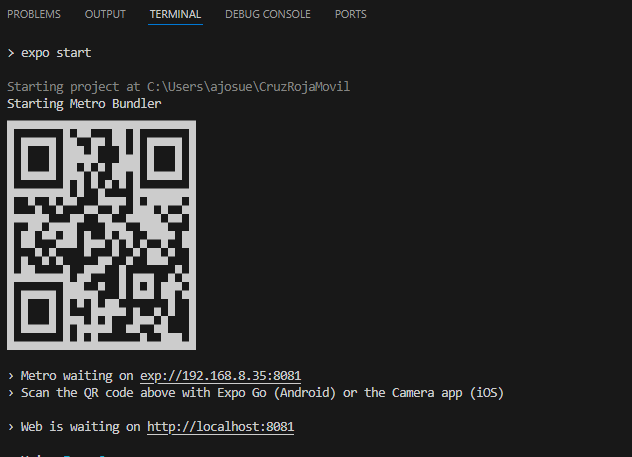 PROBLEMS OUTPUT TERMINAL DEBUG CONSOLE PORTS
> expo start
Starting project at C:\Users\ajosue\CruzRojaMovil
Starting Metro Bundler
› Metro waiting on exp://192.168.8.35:8081
› Scan the QR code above with Expo Go (Android) or the Camera app (iOS)
› Web is waiting on http://localhost:8081